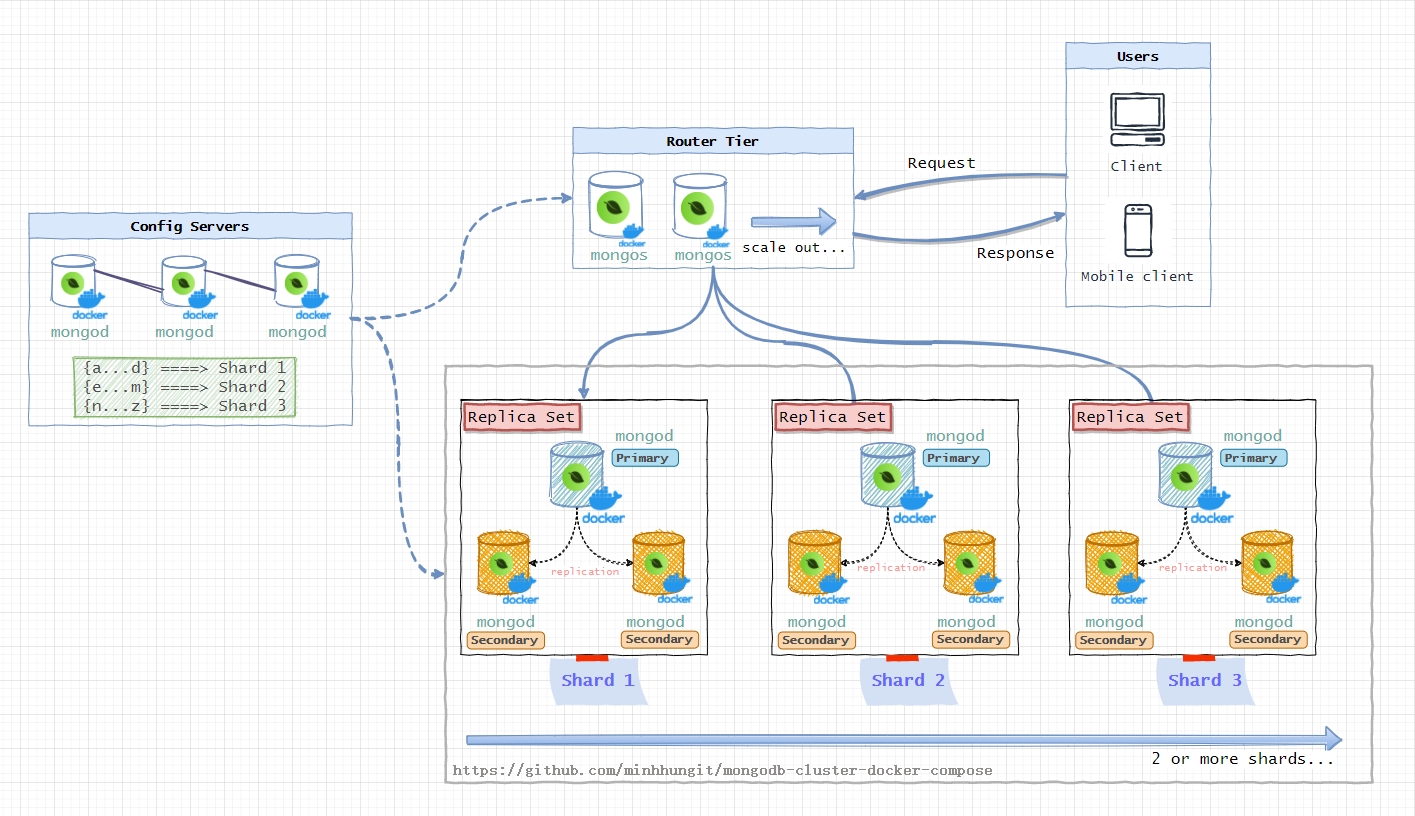 Users
Client
Mobile client
Router Tier
mongos
docker
mongos
docker
scale out...
Request
Response
Config Servers
docker
mongod
docker
mongod
docker
mongod
{a...d} ====> Shard 1
{e...m} ====> Shard 2
{n...z} ====> Shard 3
Replica Set
mongod
Primary
docker
replication
docker
mongod
Secondary
docker
mongod
Secondary
Shard 1
Replica Set
mongod
Primary
docker
replication
docker
mongod
Secondary
docker
mongod
Secondary
Shard 2
Replica Set
mongod
Primary
docker
replication
docker
mongod
Secondary
docker
mongod
Secondary
Shard 3
2 or more shards...
https://github.com/minhhungit/mongodb-cluster-docker-compose